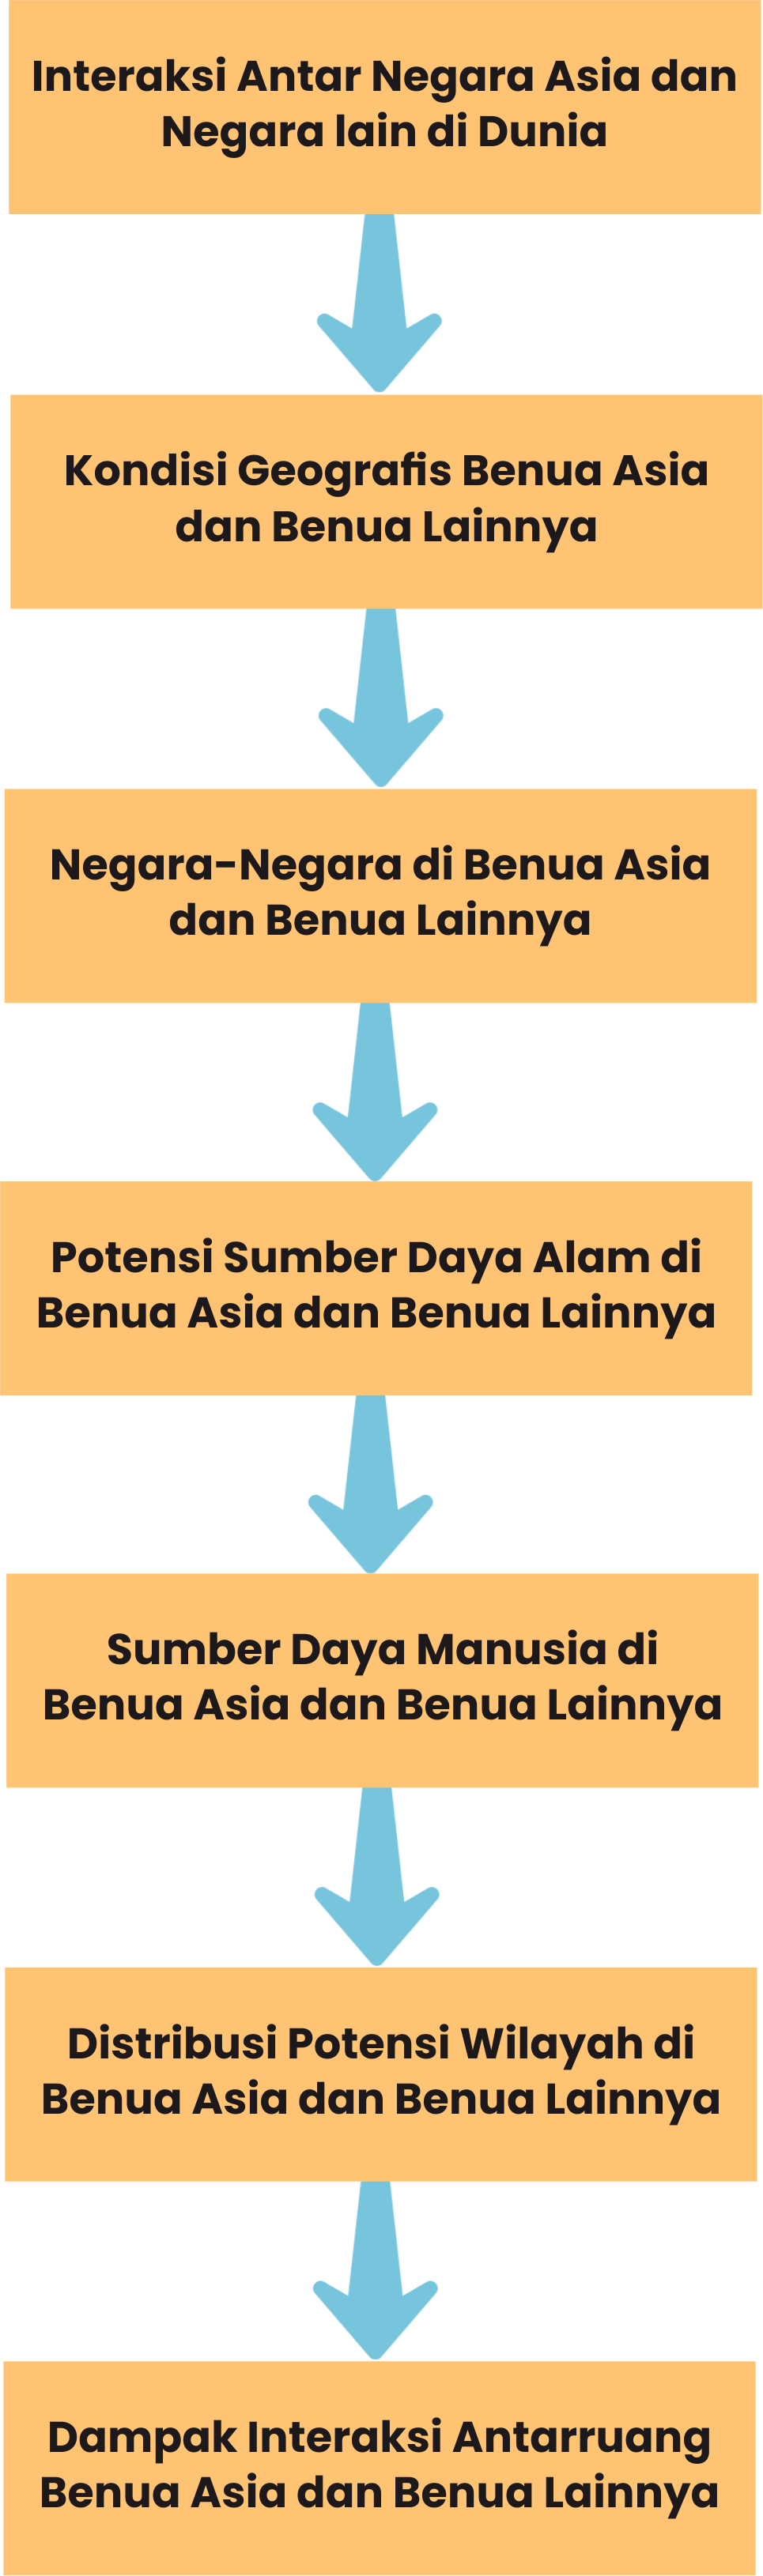 Interaksi Antar Negara Asia dan
Negara lain di Dunia
Kondisi Geografis Benua Asia
dan Benua Lainnya
Negara-Negara di Benua Asia
dan Benua Lainnya
Potensi Sumber Daya Alam di
Benua Asia dan Benua Lainnya
Sumber Daya Manusia di
Benua Asia dan Benua Lainnya
Distribusi Potensi Wilayah di
Benua Asia dan Benua Lainnya
Dampak Interaksi Antarruang
Benua Asia dan Benua Lainnya